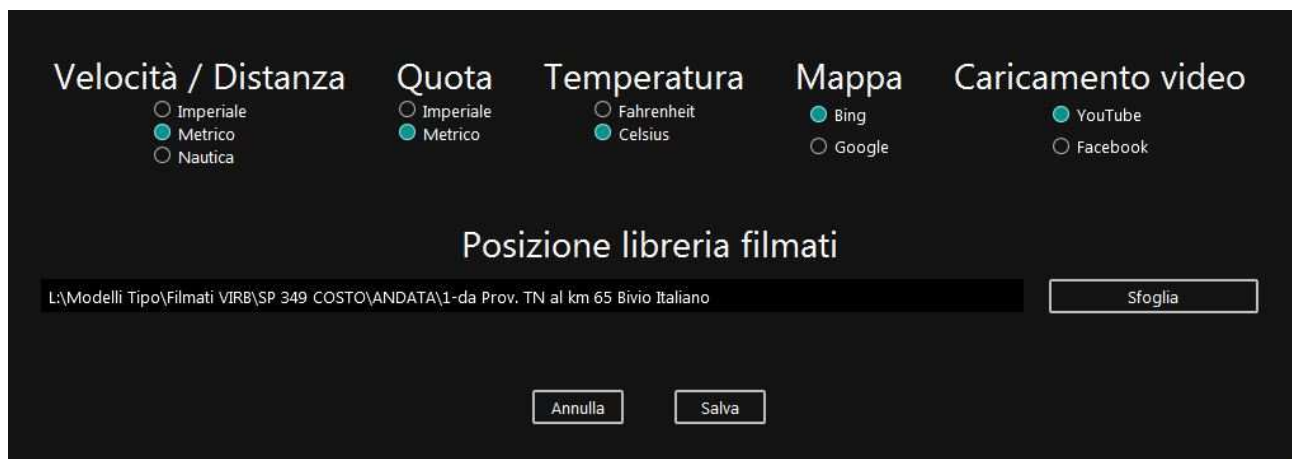 Velocità / Distanza
Imperiale
Metrico
Nautica
Quota
Imperiale
Metrico
Temperatura
Fahrenheit
Celsius
Mappa
Bing
Google
Caricamento video
YouTube
Facebook
Posizione libreria filmati
L:\Modelli Tipo\Filmati VIRB\SP 349 COSTO\ANDATA\1-da Prov. TN al km 65 Bivio Italiano
Sfoglia
Annulla
Salva